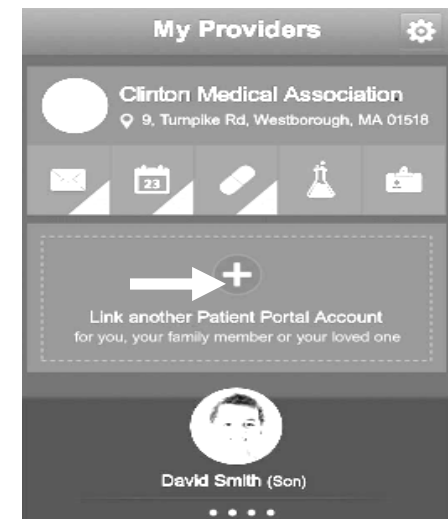 My Providers
Clinton Medical Association
9, Turnpike Rd, Westborough, MA 01518
23
Link another Patient Portal Account
for you, your family member or your loved one
David Smith (Son)